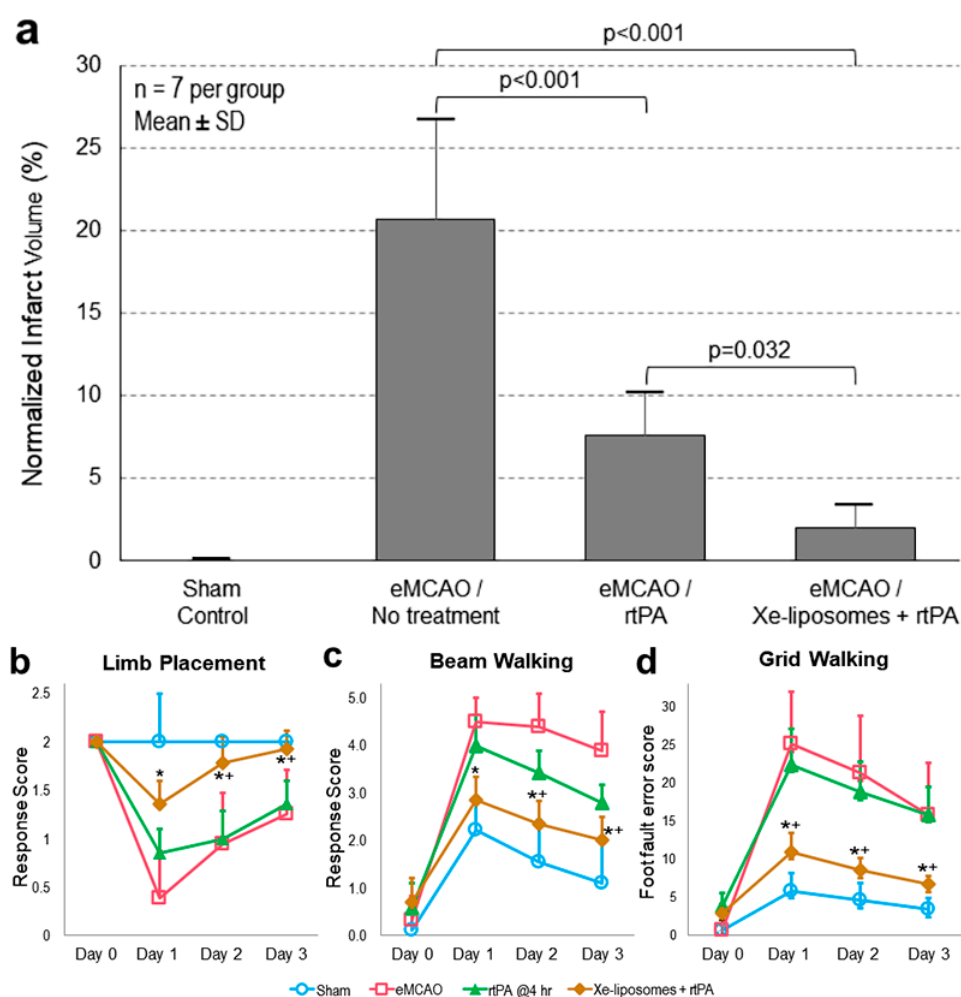 a
p<0.001
30
n = 7 per group
p<0.001
Mean ± SD
25
20
15
p=0.032
10
5
0
Normalized Infarct Volume (%)
Sham
Control
eMCAO /
No treatment
eMCAO /
rtPA
eMCAO /
Xe-liposomes + rtPA
b Limb Placement
2.5
2
1.5
1
0.5
0
Response Score
*
*+
*+
Day 0 Day 1 Day 2 Day 3
c Beam Walking
5.0
4.0
3.0
2.0
1.0
0.0
Response Score
*
*+
*+
Day 0 Day 1 Day 2 Day 3
d Grid Walking
30
25
20
15
10
5
0
Foot fault error score
*+
*+
*+
Day 0 Day 1 Day 2 Day 3
Sham eMCAO rtPA @4 hr Xe-liposomes + rtPA